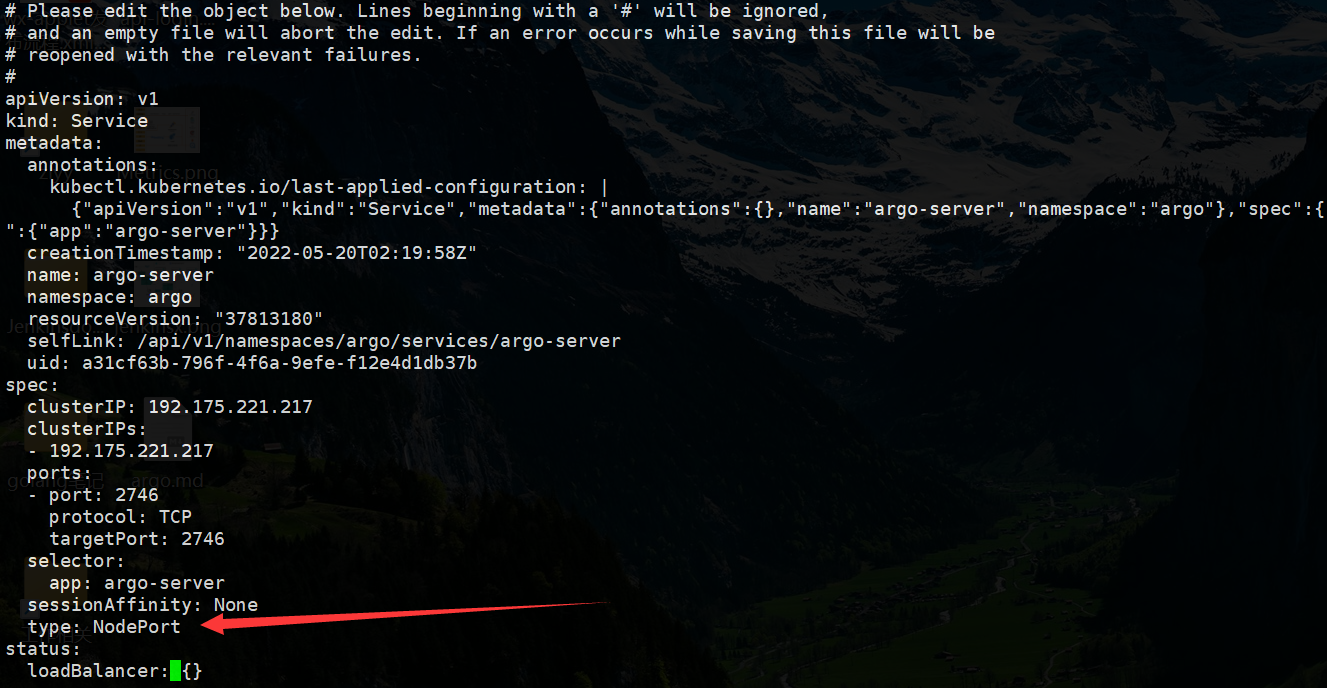 # Please edit the object below. Lines beginning with a '#' will be ignored,
# and an empty file will abort the edit. If an error occurs while saving this file will be
# reopened with the relevant failures.
#
apiVersion: v1
kind: Service
metadata:
  annotations:
    kubectl.kubernetes.io/last-applied-configuration: |
      {"apiVersion":"v1","kind":"Service","metadata":{"annotations":{},"name":"argo-server","namespace":"argo"},"spec":{
":{"app":"argo-server"}}}
  creationTimestamp: "2022-05-20T02:19:58Z"
  name: argo-server
  namespace: argo
  resourceVersion: "37813180"
  selfLink: /api/v1/namespaces/argo/services/argo-server
  uid: a31cf63b-796f-4f6a-9efe-f12e4d1db37b
spec:
  clusterIP: 192.175.221.217
  clusterIPs:
  - 192.175.221.217
  ports:
  - port: 2746
    protocol: TCP
    targetPort: 2746
  selector:
    app: argo-server
  sessionAffinity: None
  type: NodePort
status:
  loadBalancer: {}